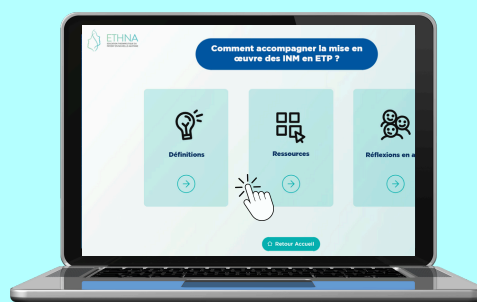 ETHNA
Comment accompagner la mise en
œuvre des INM en ETP ?
Définitions
Ressources
Réflexions en a
Retour Accueil